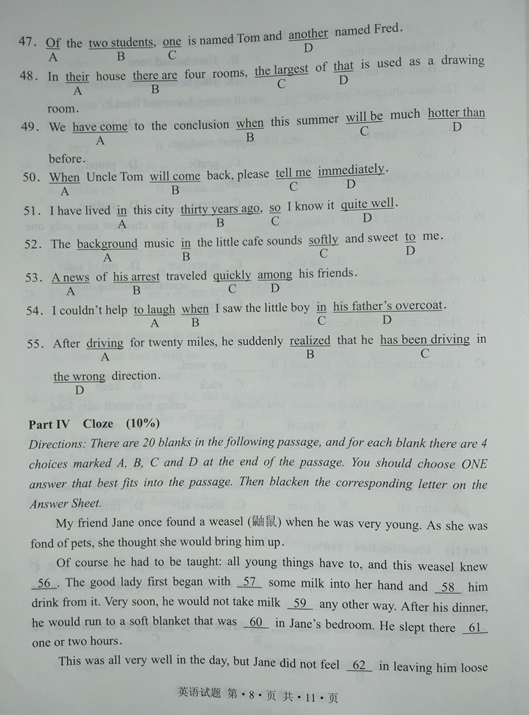 47. Of the two students, one is named Tom and another named Fred.
A B C D
48. In their house there are four rooms, the largest of that is used as a drawing
A B C D
room.
49. We have come to the conclusion when this summer will be much hotter than
A B C D
before.
50. When Uncle Tom will come back, please tell me immediately.
A B C D
51. I have lived in this city thirty years ago, so I know it quite well.
A B C D
52. The background music in the little cafe sounds softly and sweet to me.
A B C D
53. A news of his arrest traveled quickly among his friends.
A B C D
54. I couldn't help to laugh when I saw the little boy in his father's overcoat.
A B C D
55. After driving for twenty miles, he suddenly realized that he has been driving in
A B C
the wrong direction.
D
Part IV Cloze (10%)
Directions: There are 20 blanks in the following passage, and for each blank there are 4
choices marked A, B, C and D at the end of the passage. You should choose ONE
answer that best fits into the passage. Then blacken the corresponding letter on the
Answer Sheet.
My friend Jane once found a weasel (鼬鼠) when he was very young. As she was
fond of pets, she thought she would bring him up.
Of course he had to be taught: all young things have to, and this weasel knew
56 . The good lady first began with 57 some milk into her hand and 58 him
drink from it. Very soon, he would not take milk 59 any other way. After his dinner,
he would run to a soft blanket that was 60 in Jane's bedroom. He slept there 61
one or two hours.
This was all very well in the day, but Jane did not feel 62 in leaving him loose
英语试题 第·8·页 共·11·页